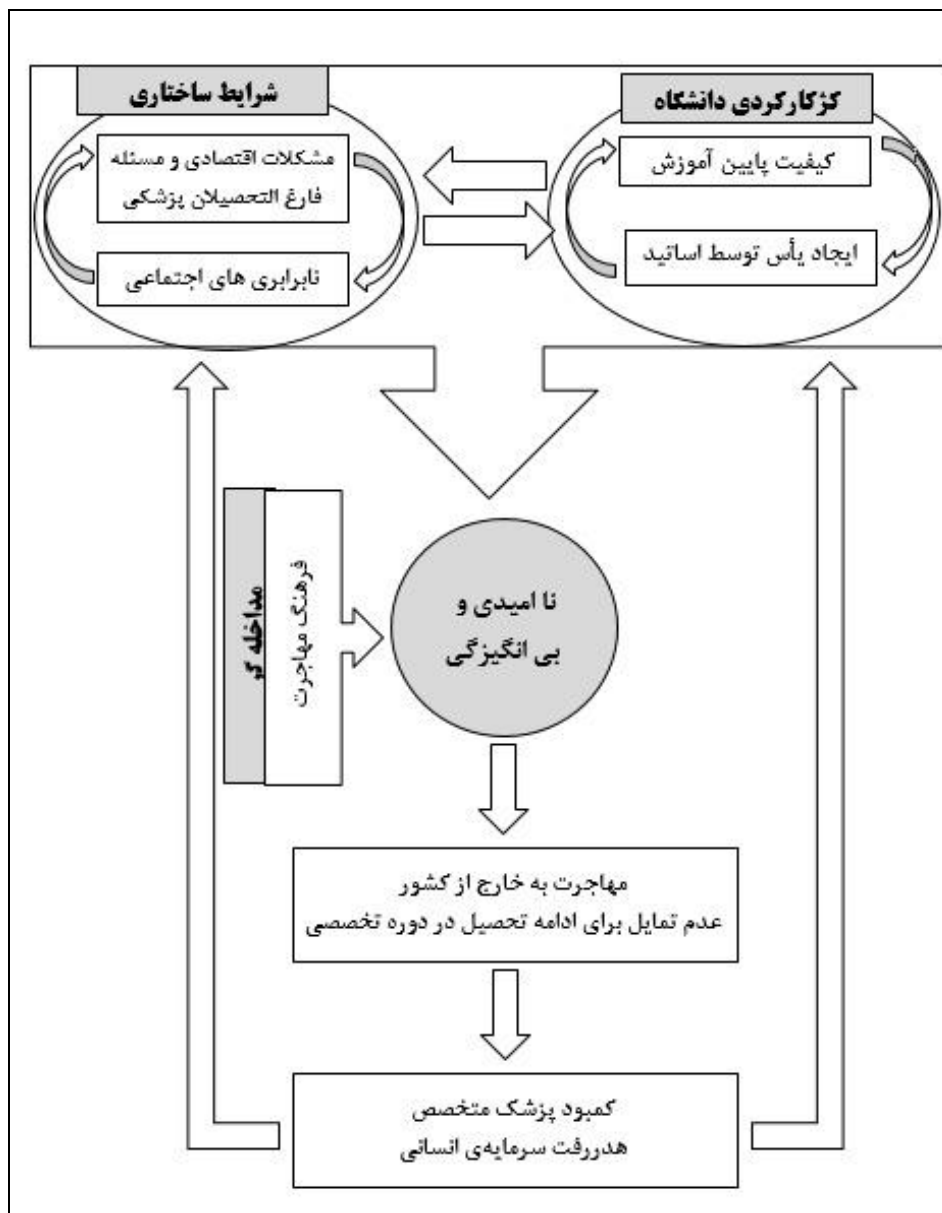 کژکارکردی دانشگاه
کیفیت پایین آموزش
ایجاد یأس توسط اساتید
شرایط ساختاری
مشکلات اقتصادی و مسئله
فارغ التحصیلان پزشکی
نابرابری های اجتماعی
مداخله گر
فرهنگ مهاجرت
نا امیدی و
بی انگیزگی
مهاجرت به خارج از کشور
عدم تمایل برای ادامه تحصیل در دوره تخصصی
کمبود پزشک متخصص
هدررفت سرمایه‌ی انسانی